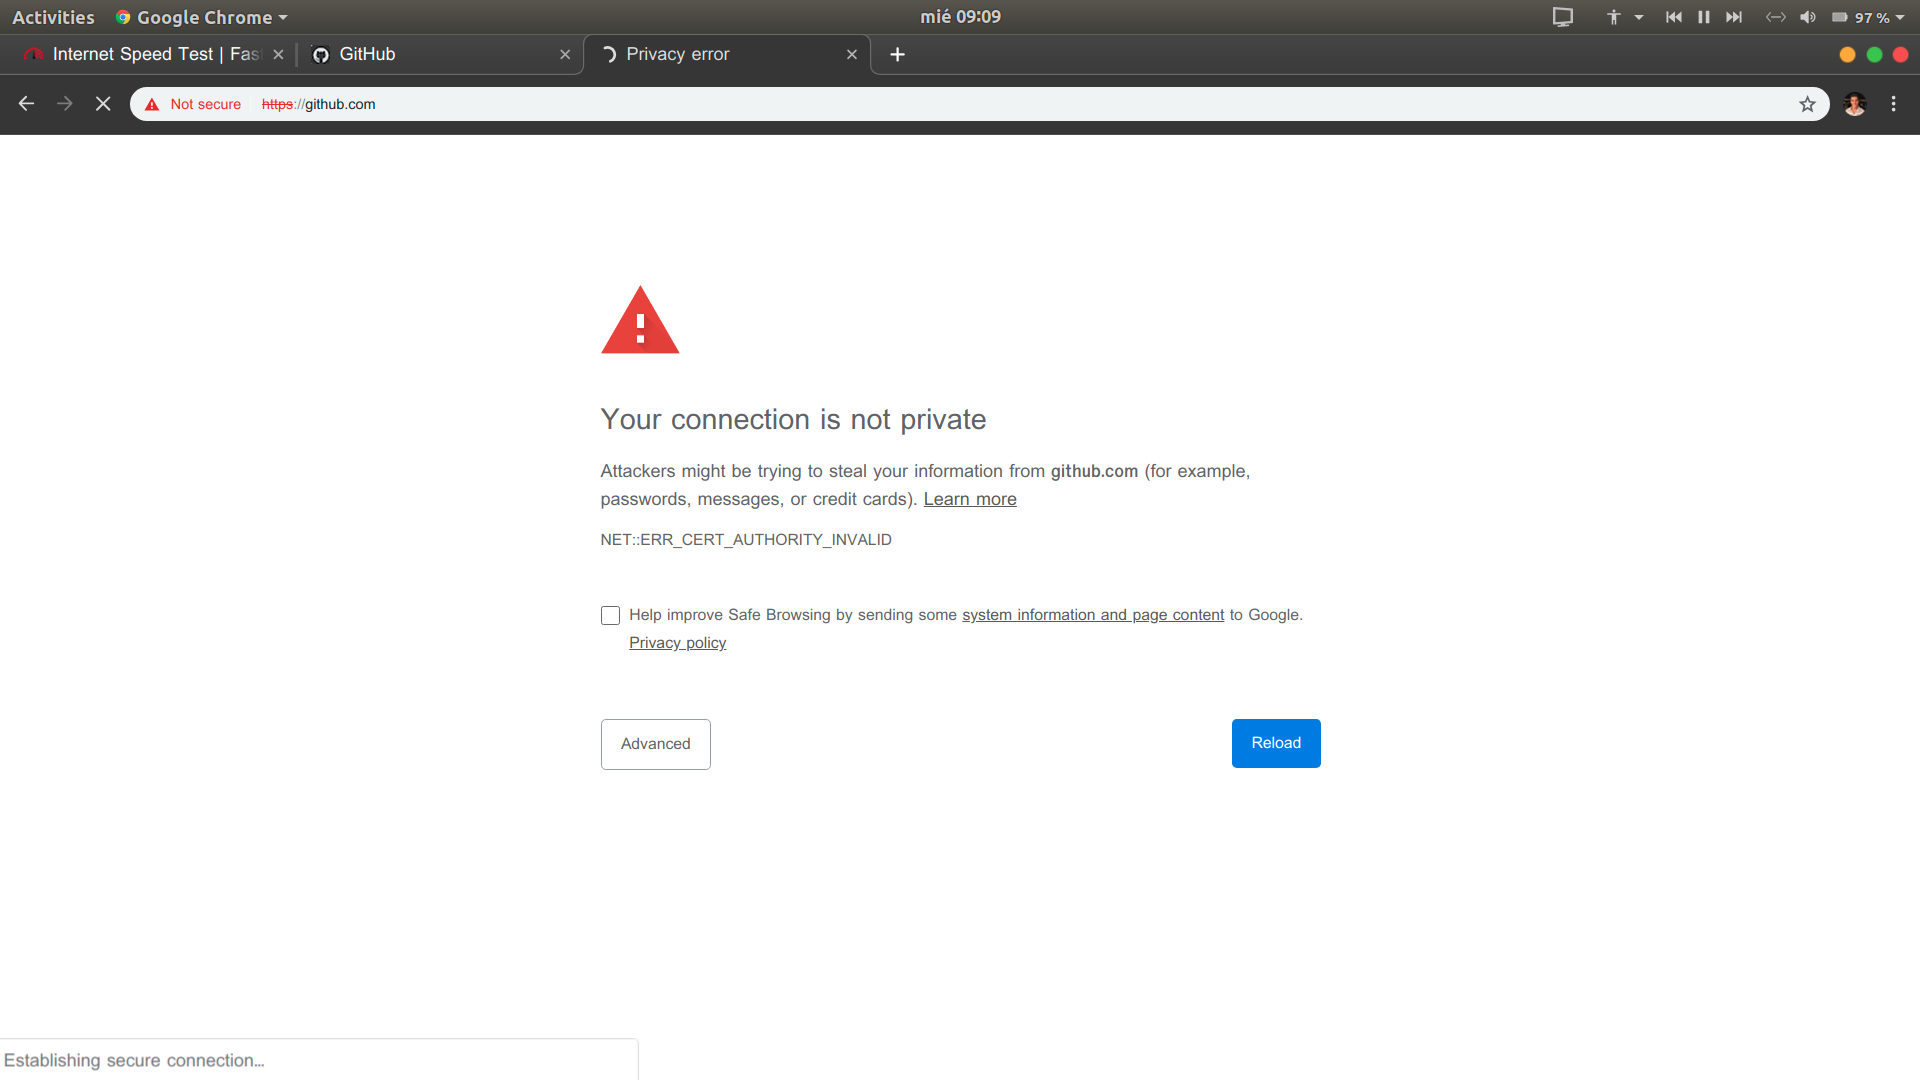 Activities Google Chrome mié 09:09 97 %
Internet Speed Test | Fas GitHub Privacy error
Not secure https://github.com
Your connection is not private
Attackers might be trying to steal your information from github.com (for example,
passwords, messages, or credit cards). Learn more
NET::ERR_CERT_AUTHORITY_INVALID
Help improve Safe Browsing by sending some system information and page content to Google.
Privacy policy
Advanced Reload
Establishing secure connection...